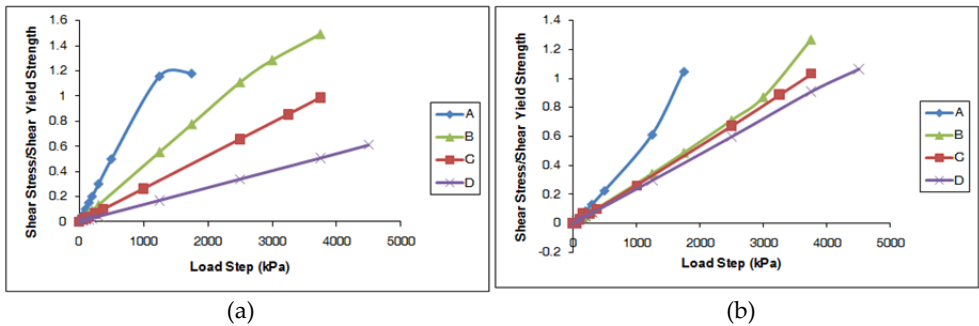 1.6
1.4
1.2
1
0.8
0.6
0.4
0.2
0
0 1000 2000 3000 4000 5000
Shear Stress/Shear Yield Strength
Load Step (kPa)
A
B
C
D
(a)
1.4
1.2
1
0.8
0.6
0.4
0.2
0
-0.2
0 1000 2000 3000 4000 5000
Shear Stress/Shear Yield Strength
Load Step (kPa)
A
B
C
D
(b)